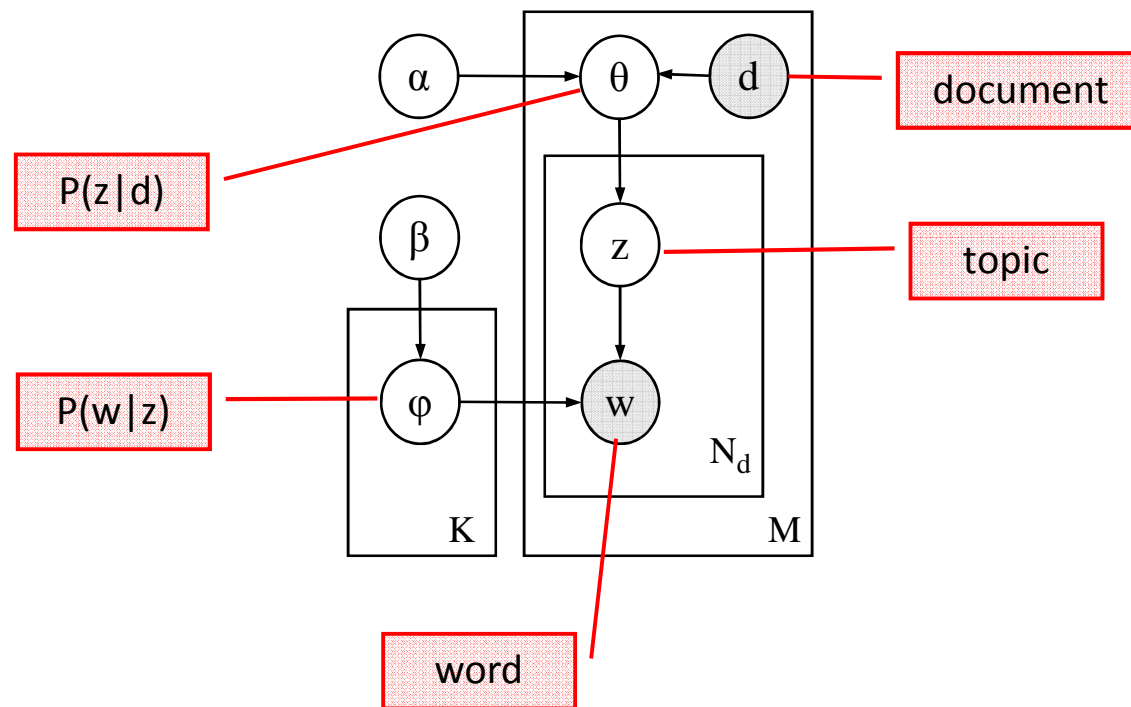 α
θ
d
document
P(z|d)
β
z
topic
P(w|z)
φ
w
N_d
K
M
word